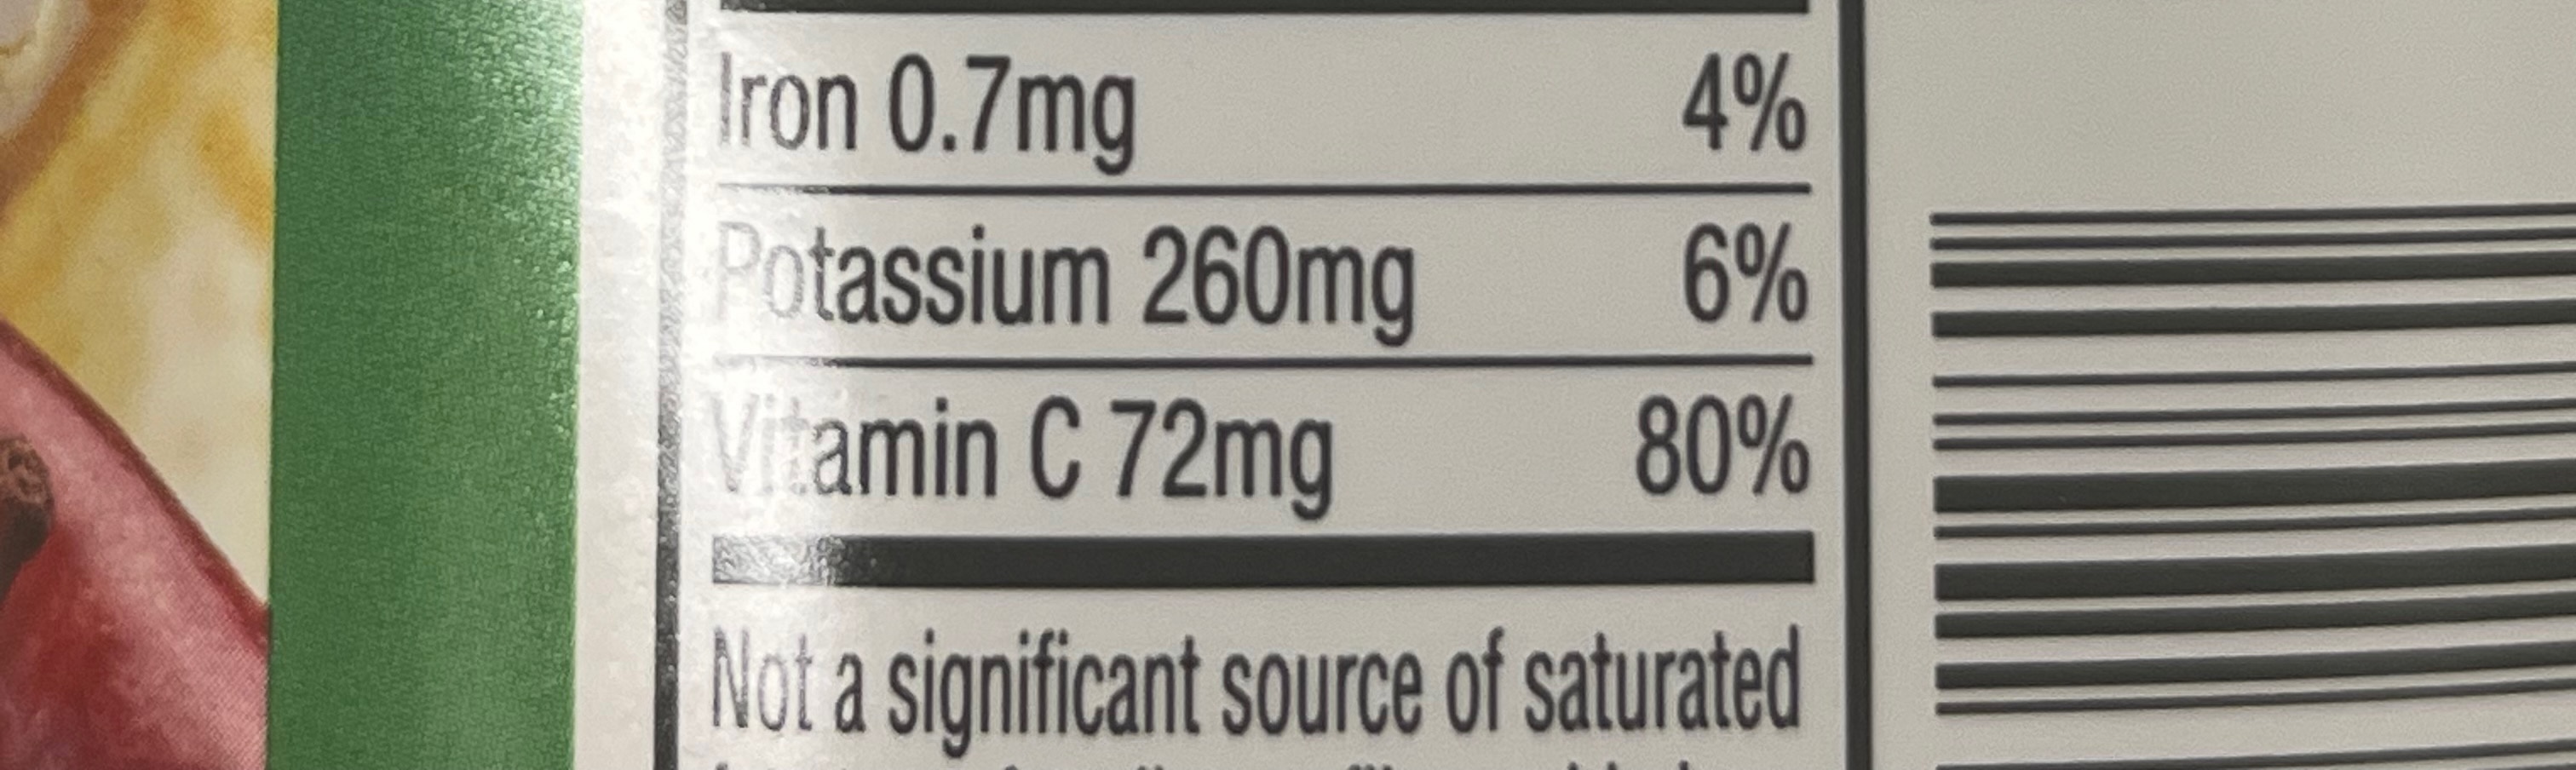 Iron 0.7mg 4%
Potassium 260mg 6%
Vitamin C 72mg 80%
Not a significant source of saturated